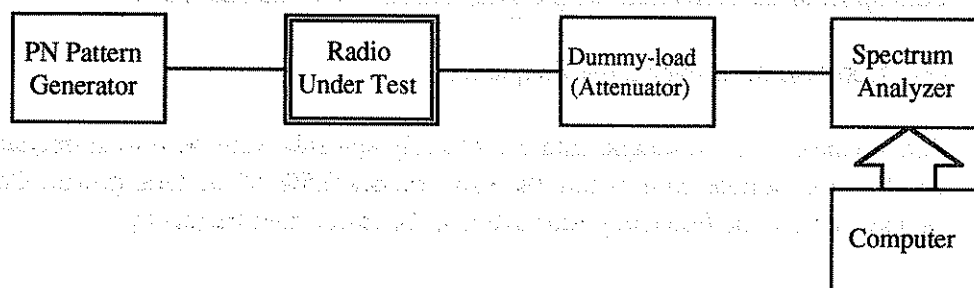 PN Pattern
Generator
Radio
Under Test
Dummy-load
(Attenuator)
Spectrum
Analyzer
Computer